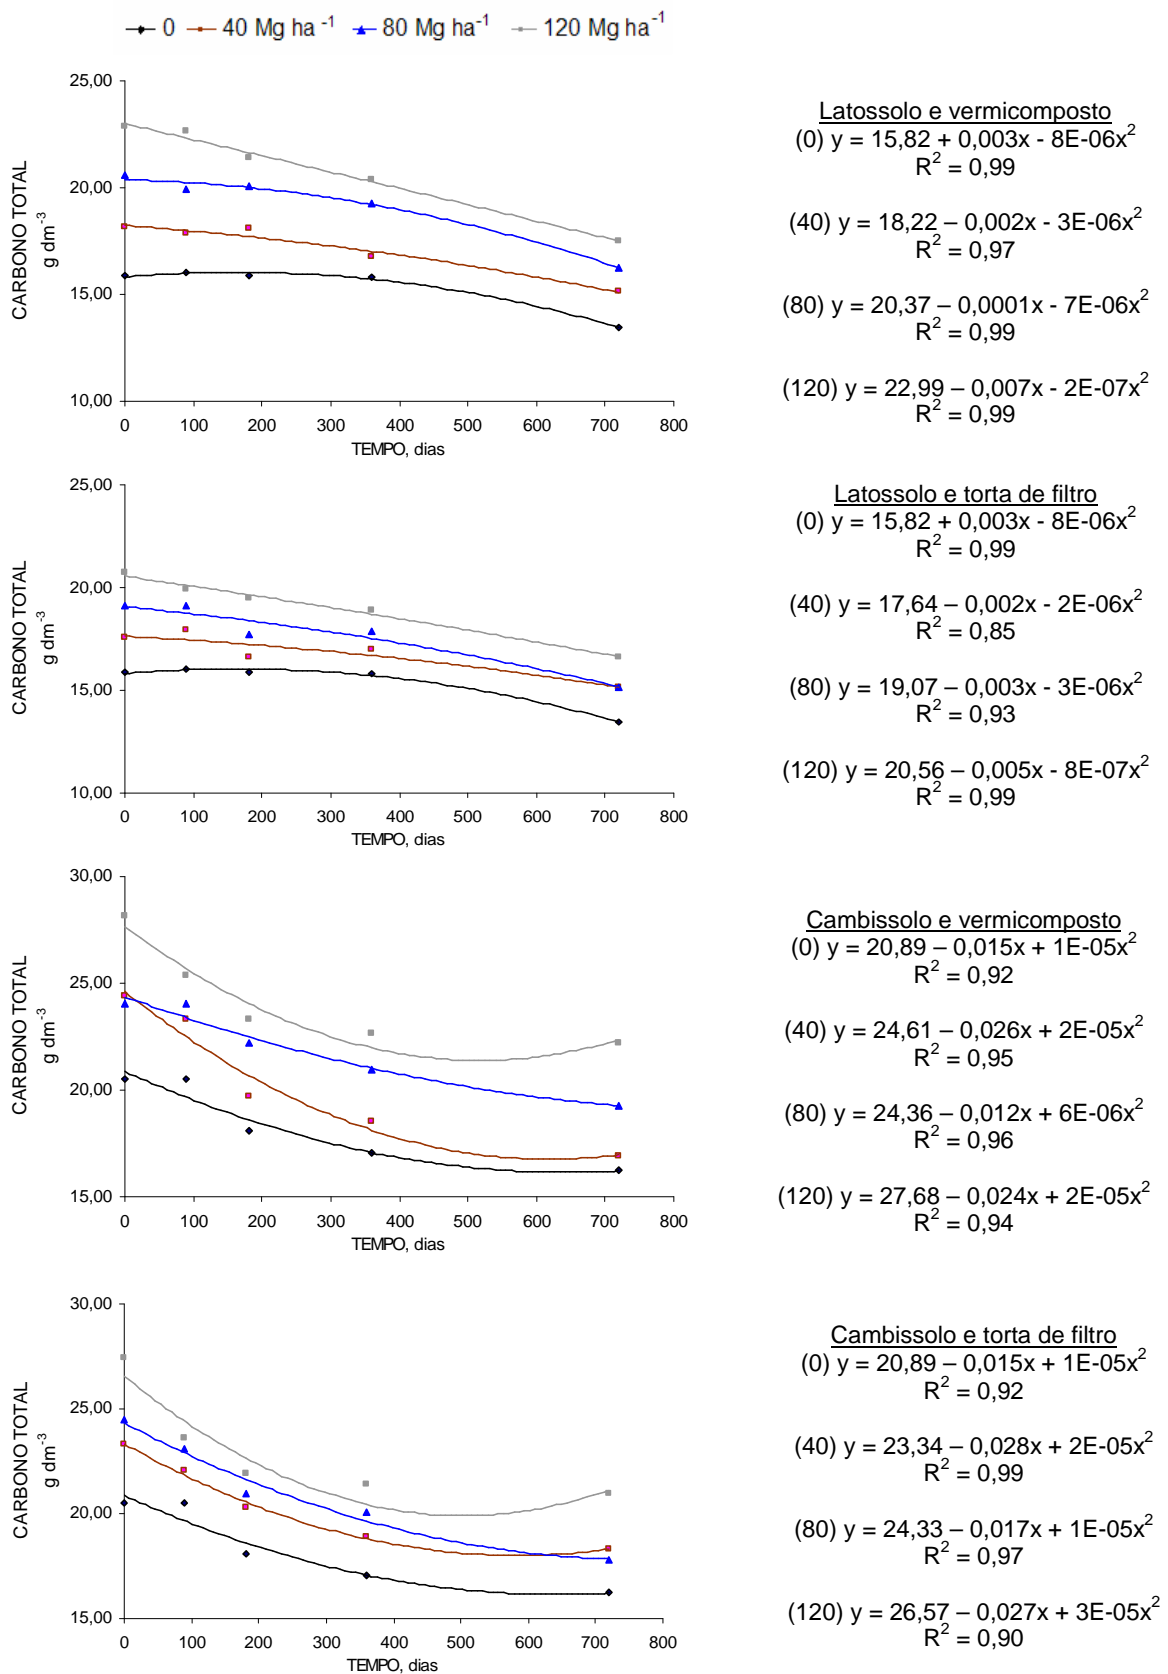 0 40 Mg ha⁻¹ 80 Mg ha⁻¹ 120 Mg ha⁻¹
25,00
20,00
15,00
10,00
CARBONO TOTAL
g dm⁻³
0 100 200 300 400 500 600 700 800
TEMPO, dias
Latossolo e vermicomposto
(0) y = 15,82 + 0,003x - 8E-06x²
R² = 0,99
(40) y = 18,22 – 0,002x - 3E-06x²
R² = 0,97
(80) y = 20,37 – 0,0001x - 7E-06x²
R² = 0,99
(120) y = 22,99 – 0,007x - 2E-07x²
R² = 0,99
25,00
20,00
15,00
10,00
CARBONO TOTAL
g dm⁻³
0 100 200 300 400 500 600 700 800
TEMPO, dias
Latossolo e torta de filtro
(0) y = 15,82 + 0,003x - 8E-06x²
R² = 0,99
(40) y = 17,64 – 0,002x - 2E-06x²
R² = 0,85
(80) y = 19,07 – 0,003x - 3E-06x²
R² = 0,93
(120) y = 20,56 – 0,005x - 8E-07x²
R² = 0,99
30,00
25,00
20,00
15,00
CARBONO TOTAL
g dm⁻³
0 100 200 300 400 500 600 700 800
TEMPO, dias
Cambissolo e vermicomposto
(0) y = 20,89 – 0,015x + 1E-05x²
R² = 0,92
(40) y = 24,61 – 0,026x + 2E-05x²
R² = 0,95
(80) y = 24,36 – 0,012x + 6E-06x²
R² = 0,96
(120) y = 27,68 – 0,024x + 2E-05x²
R² = 0,94
30,00
25,00
20,00
15,00
CARBONO TOTAL
g dm⁻³
0 100 200 300 400 500 600 700 800
TEMPO, dias
Cambissolo e torta de filtro
(0) y = 20,89 – 0,015x + 1E-05x²
R² = 0,92
(40) y = 23,34 – 0,028x + 2E-05x²
R² = 0,99
(80) y = 24,33 – 0,017x + 1E-05x²
R² = 0,97
(120) y = 26,57 – 0,027x + 3E-05x²
R² = 0,90